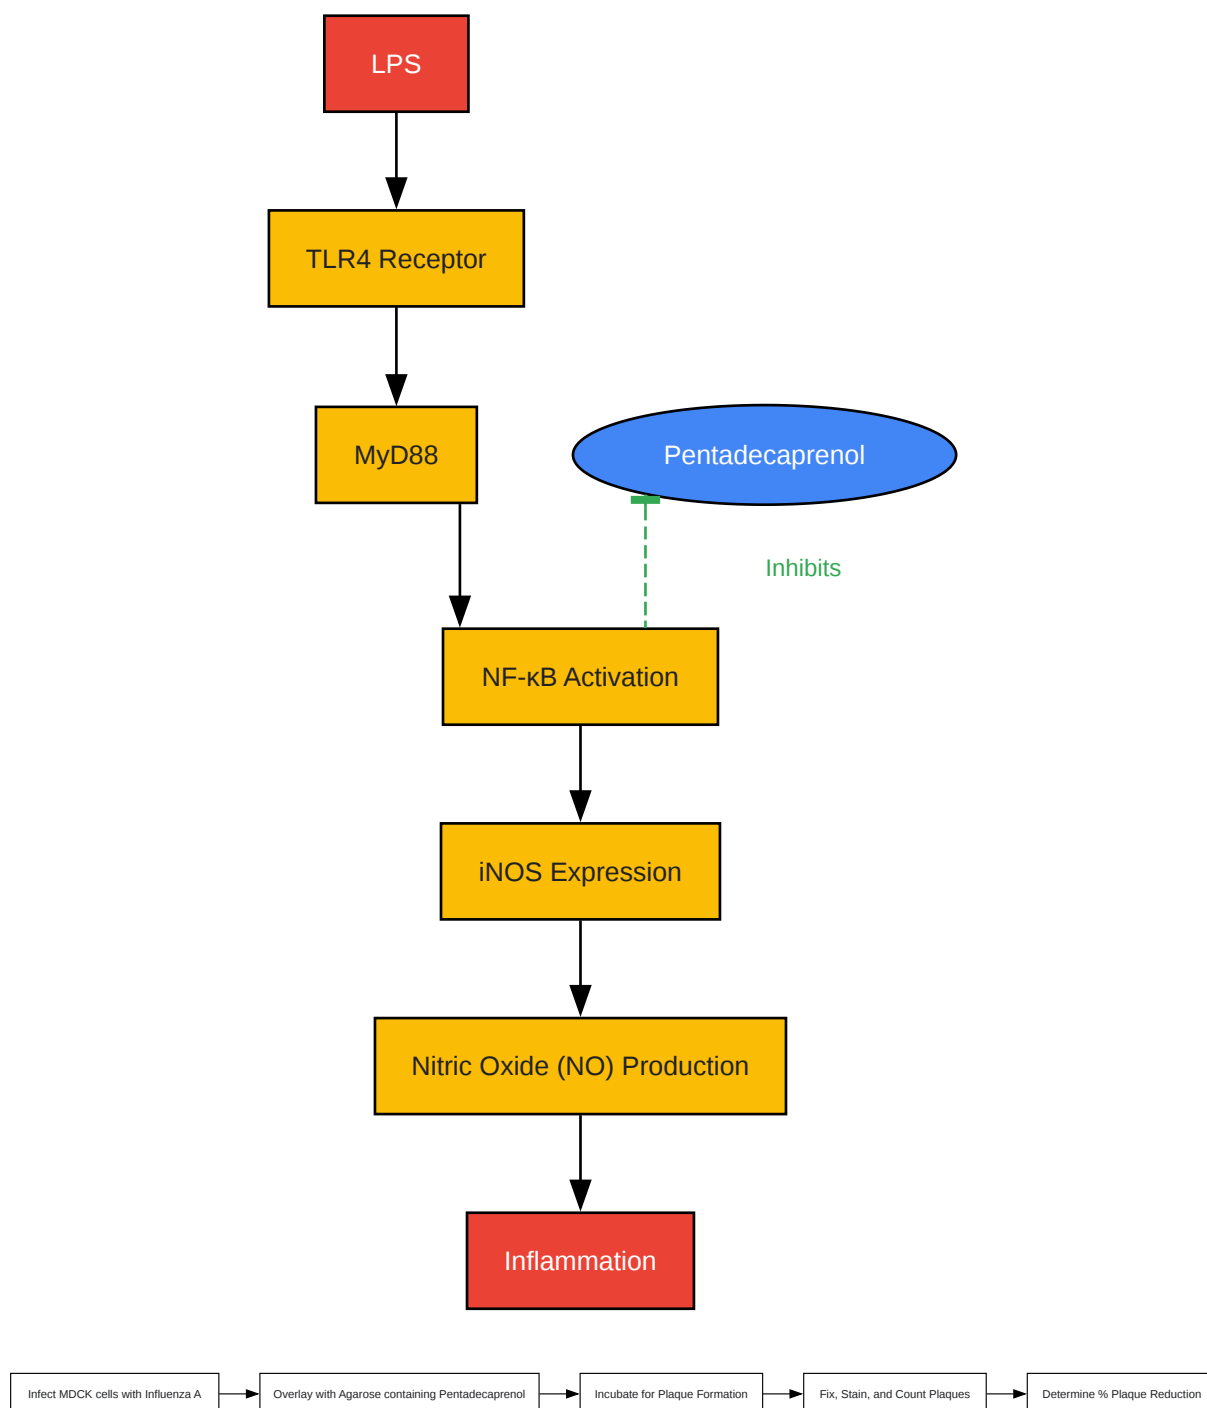 LPS
TLR4 Receptor
MyD88
Pentadecaprenol
Inhibits
NF-κB Activation
iNOS Expression
Nitric Oxide (NO) Production
Inflammation
Infect MDCK cells with Influenza A
Overlay with Agarose containing Pentadecaprenol
Incubate for Plaque Formation
Fix, Stain, and Count Plaques
Determine % Plaque Reduction